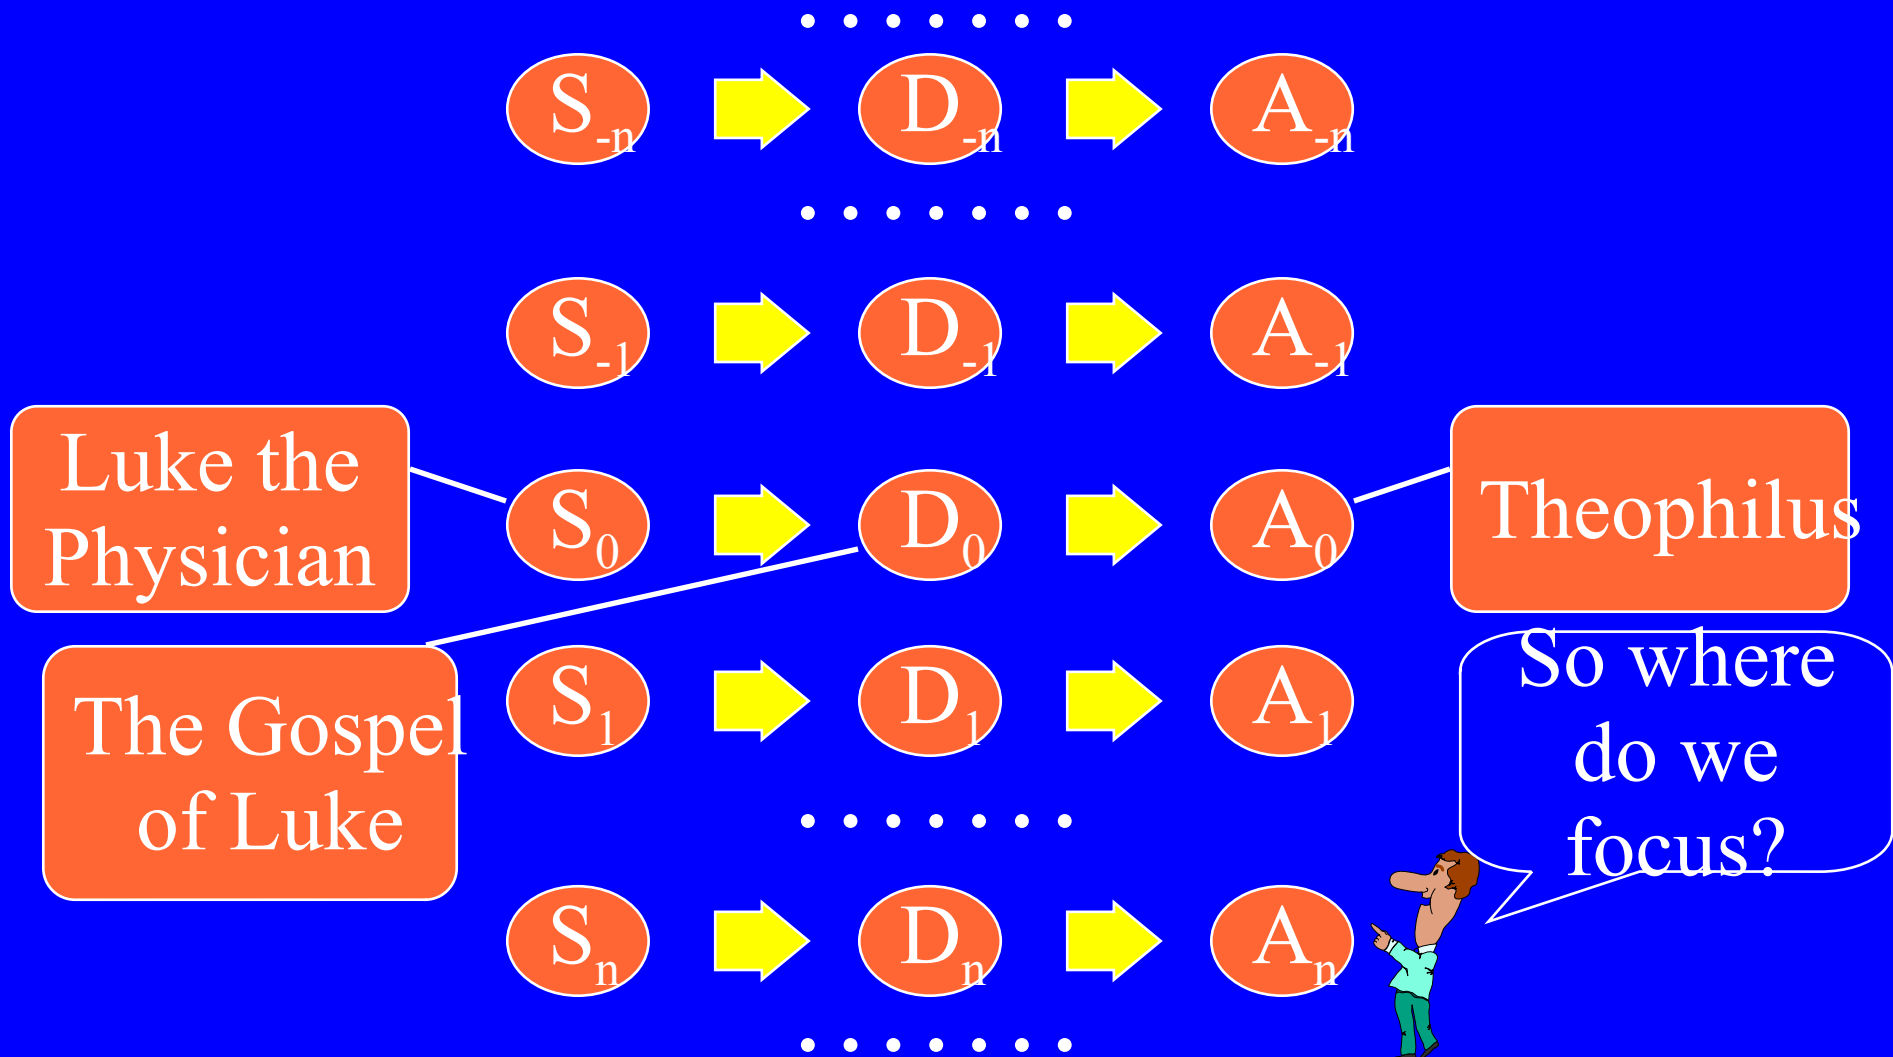 . . . . . . .
S₋ₙ D₋ₙ A₋ₙ
. . . . . . .
S₋₁ D₋₁ A₋₁
Luke the
Physician
S₀ D₀ A₀
Theophilus
The Gospel
of Luke
S₁ D₁ A₁
So where
do we
focus?
. . . . . . .
Sₙ Dₙ Aₙ
. . . . . . .